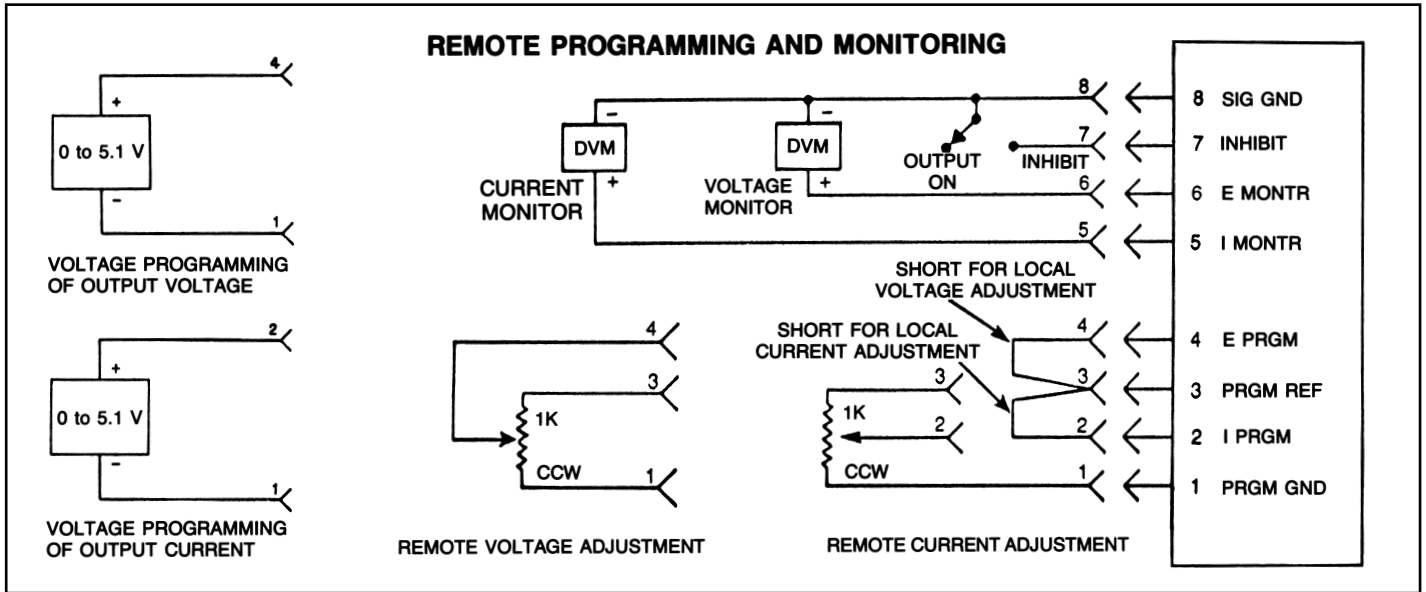 REMOTE PROGRAMMING AND MONITORING
4
+
0 to 5.1 V
-
1
VOLTAGE PROGRAMMING
OF OUTPUT VOLTAGE
2
+
0 to 5.1 V
-
1
VOLTAGE PROGRAMMING
OF OUTPUT CURRENT
-
DVM
+
CURRENT
MONITOR
-
DVM
+
VOLTAGE
MONITOR
OUTPUT
ON
INHIBIT
8
7
6
5
SHORT FOR LOCAL
VOLTAGE ADJUSTMENT
SHORT FOR LOCAL
CURRENT ADJUSTMENT
4
3
1K
CCW
1
REMOTE VOLTAGE ADJUSTMENT
3
1K
2
CCW
REMOTE CURRENT ADJUSTMENT
4
3
2
1
8 SIG GND
7 INHIBIT
6 E MONTR
5 I MONTR
4 E PRGM
3 PRGM REF
2 I PRGM
1 PRGM GND